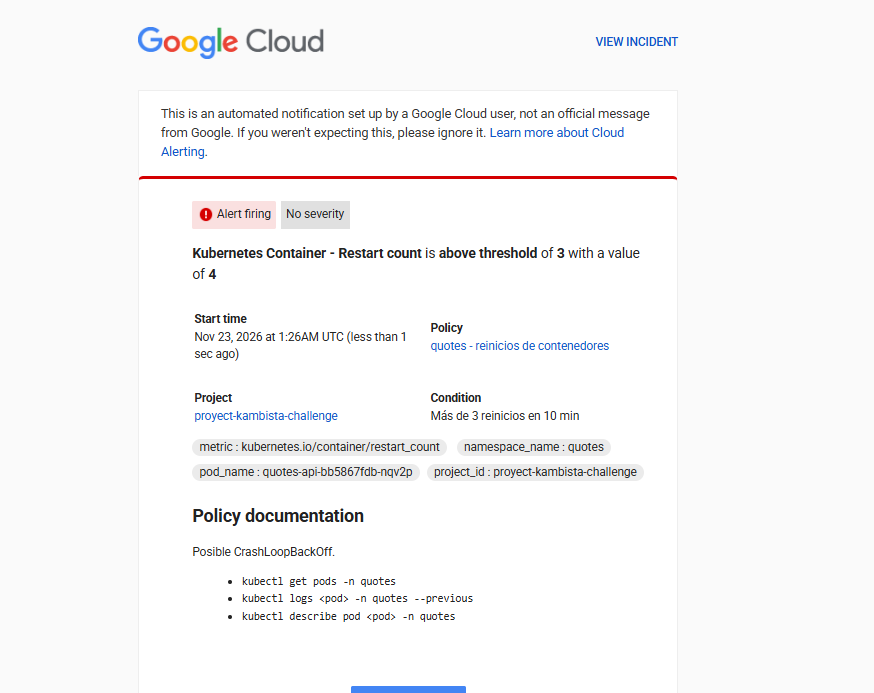 Google Cloud
VIEW INCIDENT
This is an automated notification set up by a Google Cloud user, not an official message
from Google. If you weren't expecting this, please ignore it. Learn more about Cloud
Alerting.
Alert firing
No severity
Kubernetes Container - Restart count is above threshold of 3 with a value
of 4
Start time
Nov 23, 2026 at 1:26AM UTC (less than 1
sec ago)
Policy
quotes - reinicios de contenedores
Project
proyect-kambista-challenge
Condition
Más de 3 reinicios en 10 min
metric : kubernetes.io/container/restart_count
namespace_name : quotes
pod_name : quotes-api-bb5867fdb-nqv2p
project_id : proyect-kambista-challenge
Policy documentation
Posible CrashLoopBackOff.
• kubectl get pods -n quotes
• kubectl logs <pod> -n quotes --previous
• kubectl describe pod <pod> -n quotes